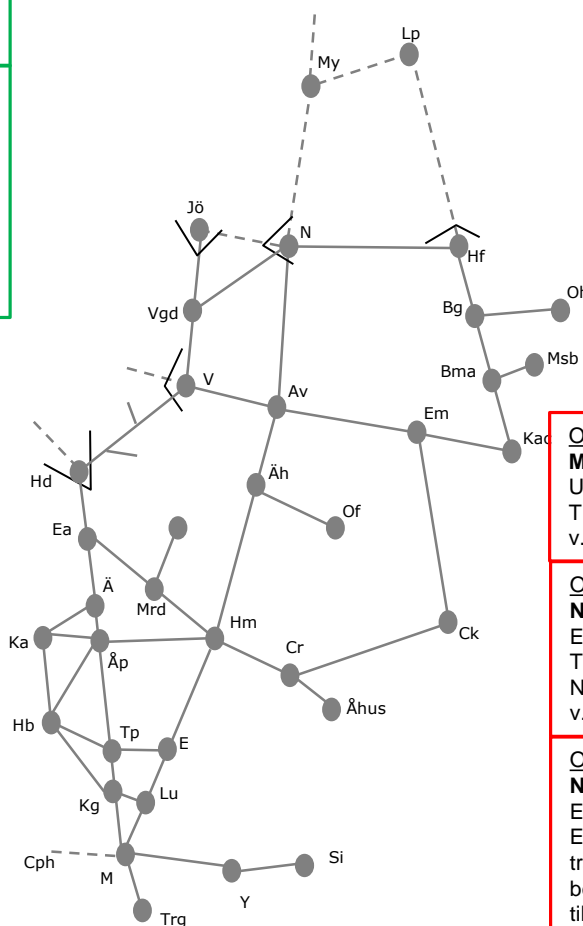 Lp
My
Jö
N
Hf
Vgd
Bg
Bma
Msb
V
Av
Em
Kac
Hd
Äh
Of
Ea
Ä
Mrd
Hm
Ck
Ka
Åp
Cr
Åhus
Hb
Tp
E
Kg
Lu
Cph
M
Si
Y
Trg
O
M
U
T
v.
O
N
E
T
N
v.
O
N
E
E
tr
be
til